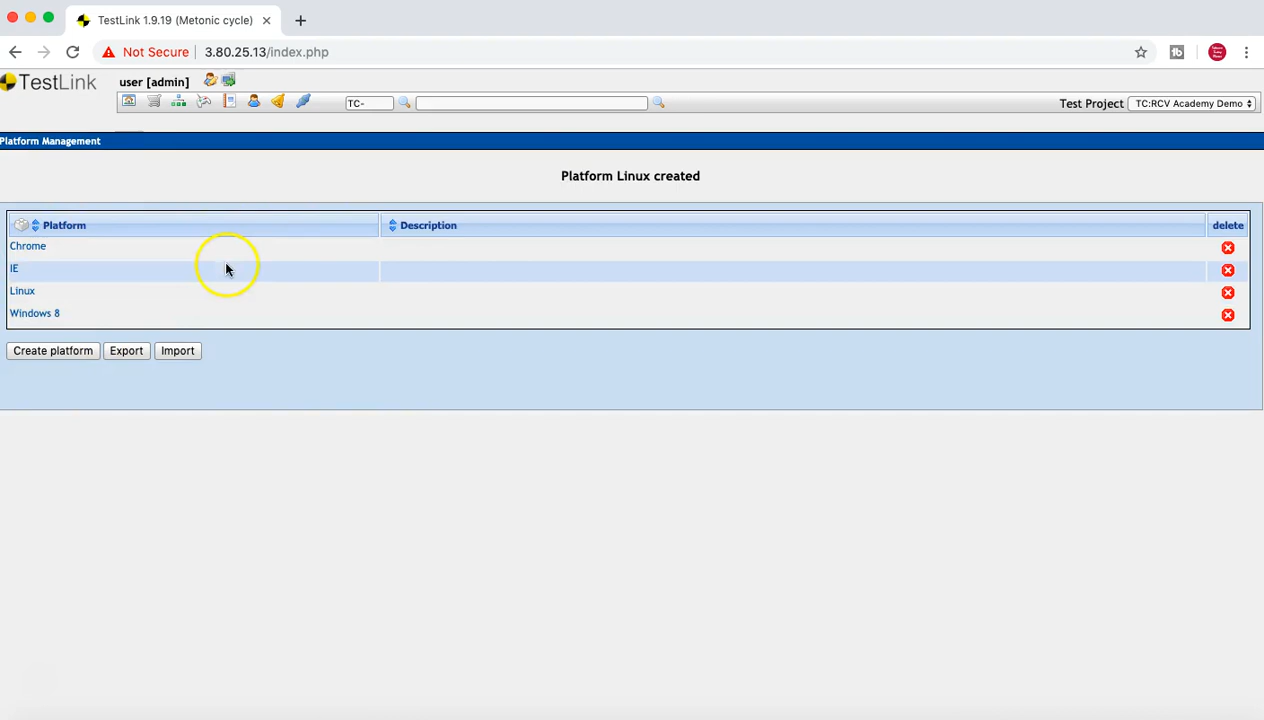 TestLink 1.9.19 (Metonic cycle)
Not Secure 3.80.25.13/index.php
TestLink user [admin]
TC- Test Project TC:RCV Academy Demo
Platform Management
Platform Linux created
Platform Description delete
Chrome
IE
Linux
Windows 8
Create platform Export Import